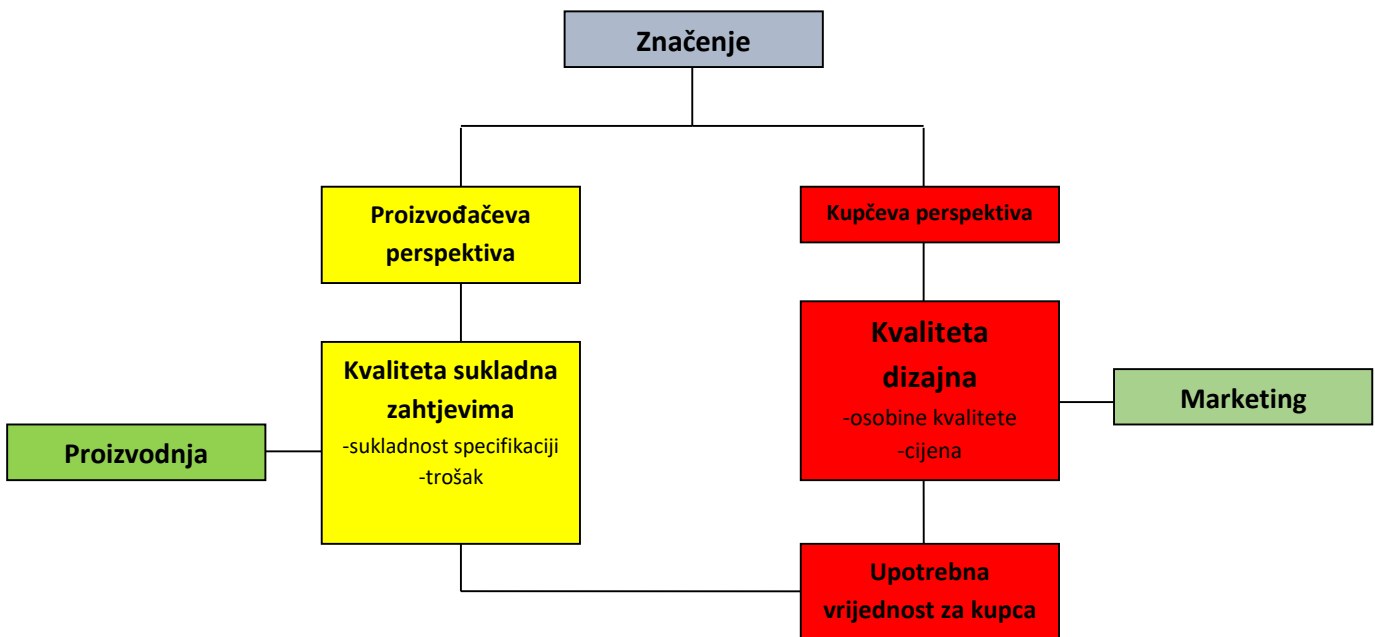 Značenje
Proizvođačeva
perspektiva
Kupčeva perspektiva
Kvaliteta sukladna
zahtjevima
-sukladnost specifikaciji
-trošak
Kvaliteta
dizajna
-osobine kvalitete
-cijena
Marketing
Proizvodnja
Upotrebna
vrijednost za kupca